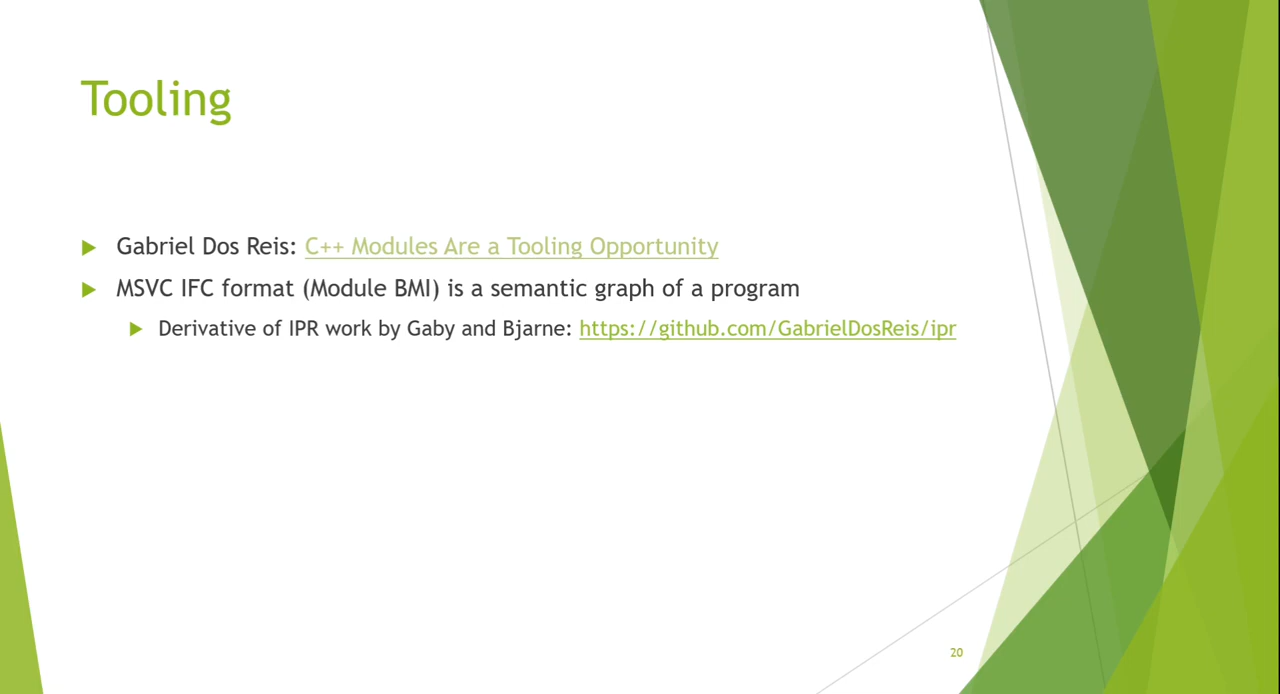 Tooling
Gabriel Dos Reis: C++ Modules Are a Tooling Opportunity
MSVC IFC format (Module BMI) is a semantic graph of a program
Derivative of IPR work by Gaby and Bjarne: https://github.com/GabrielDosReis/ipr
20